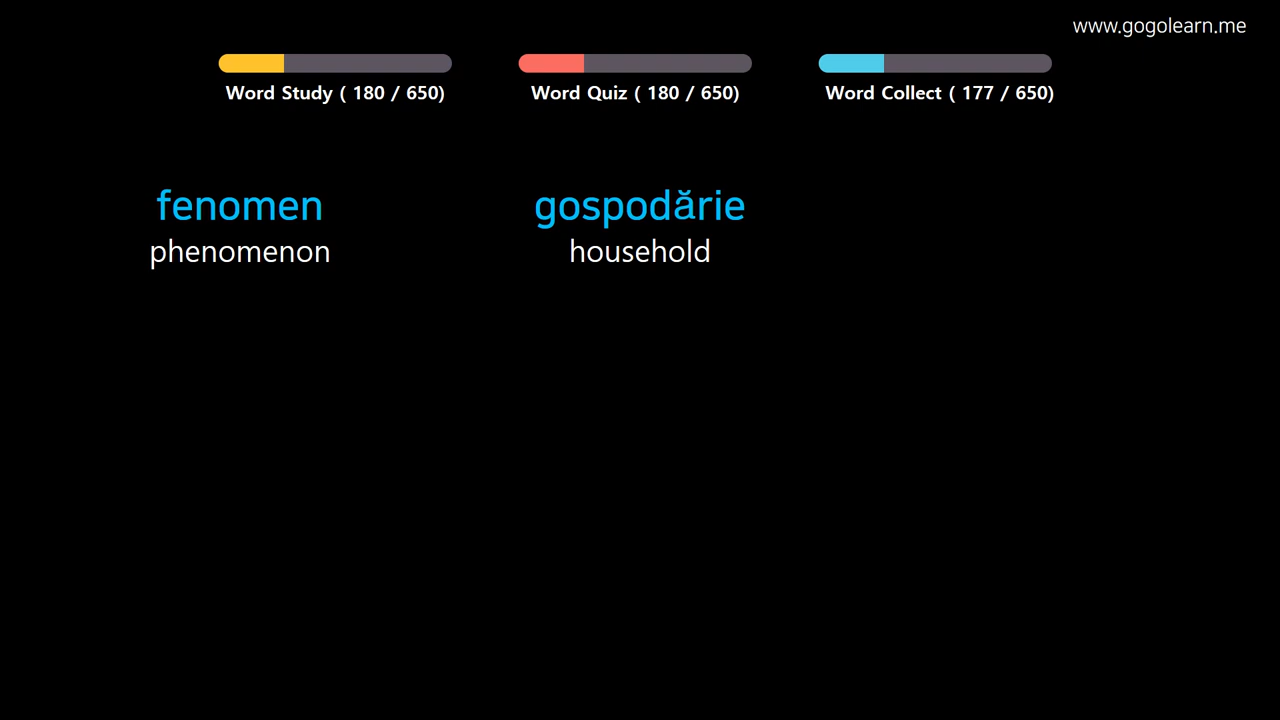 www.gogolearn.me
Word Study ( 180 / 650)
Word Quiz ( 180 / 650)
Word Collect ( 177 / 650)
fenomen
phenomenon
gospodărie
household